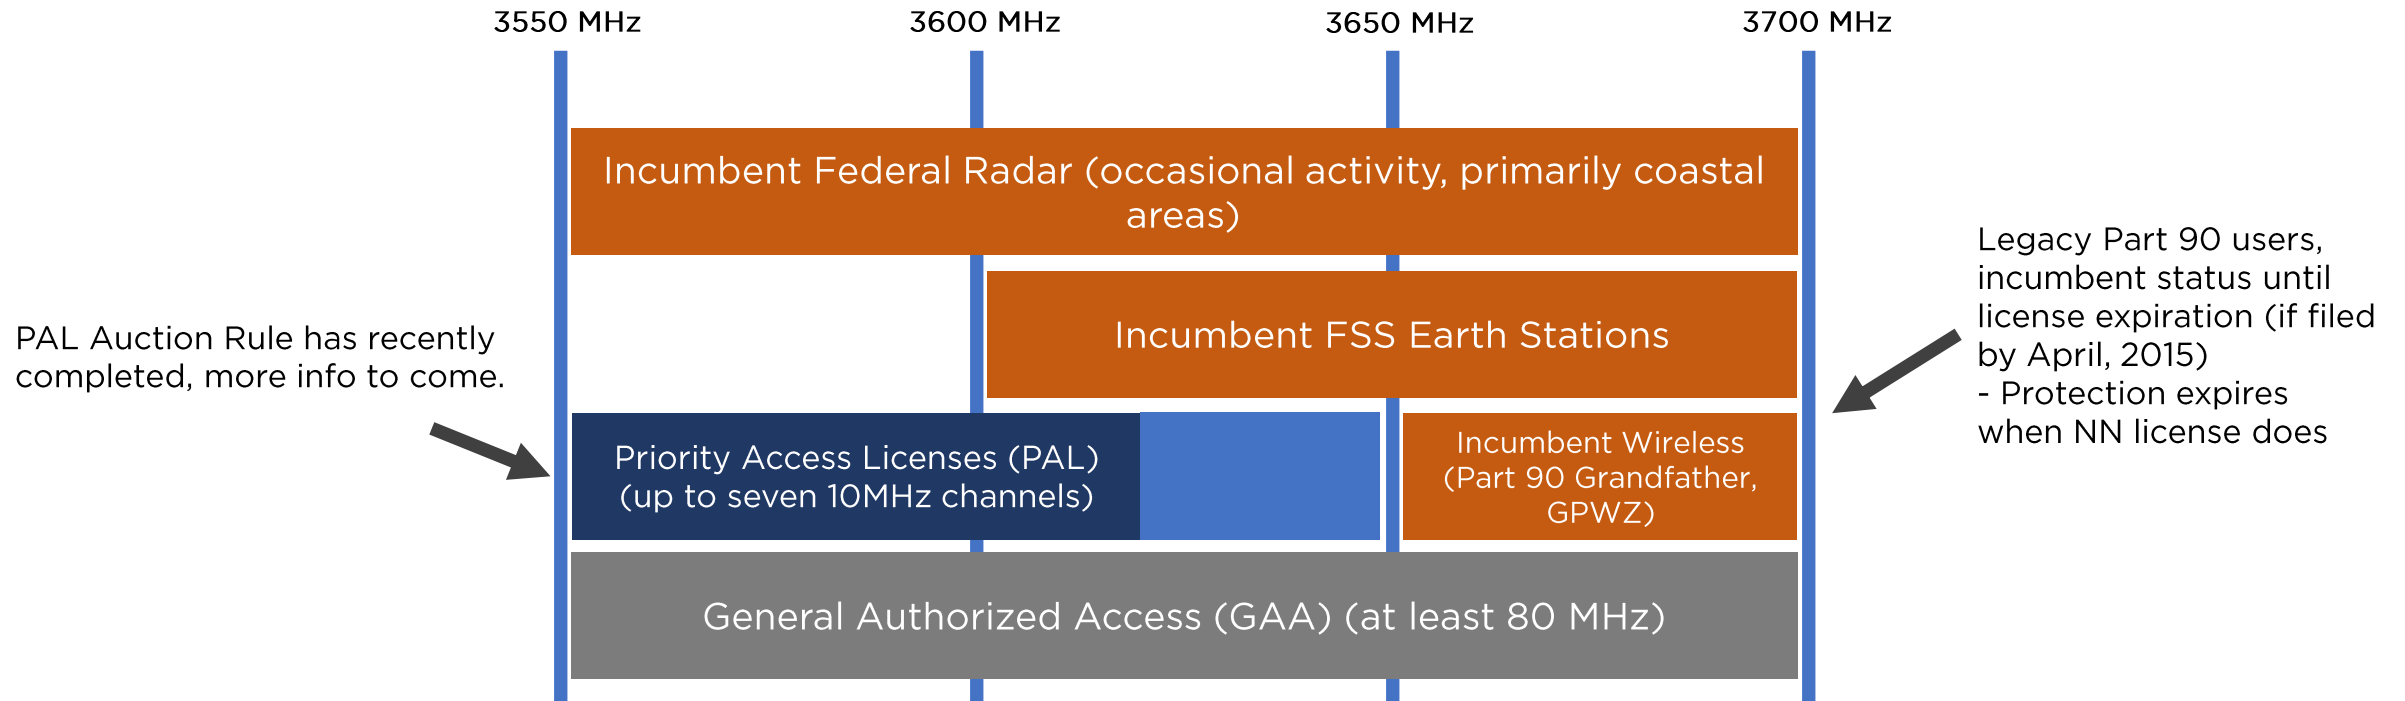 3550 MHz
3600 MHz
3650 MHz
3700 MHz
Incumbent Federal Radar (occasional activity, primarily coastal
areas)
Legacy Part 90 users,
incumbent status until
license expiration (if filed
by April, 2015)
- Protection expires
when NN license does
Incumbent FSS Earth Stations
PAL Auction Rule has recently
completed, more info to come.
Priority Access Licenses (PAL)
(up to seven 10MHz channels)
Incumbent Wireless
(Part 90 Grandfather,
GPWZ)
General Authorized Access (GAA) (at least 80 MHz)